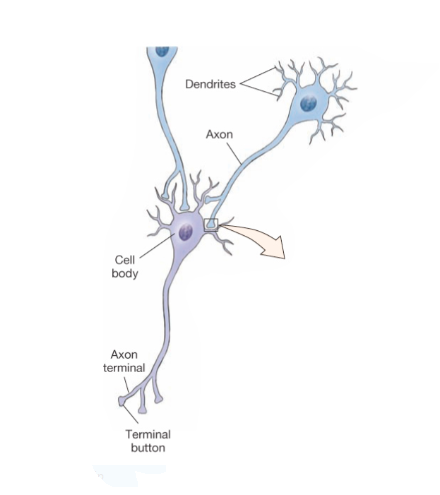 Dendrites
Axon
Cell
body
Axon
terminal
Terminal
button